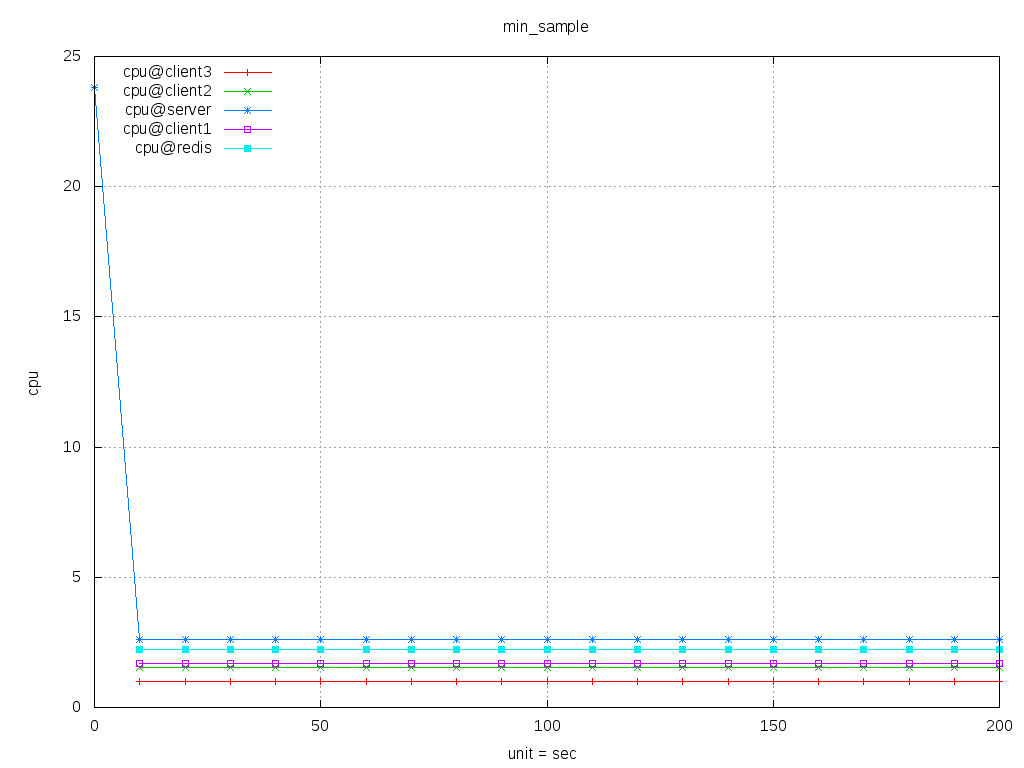 min_sample
25
20
15
10
5
0
cpu
cpu@client3
cpu@client2
cpu@server
cpu@client1
cpu@redis
0 50 100 150 200
unit = sec